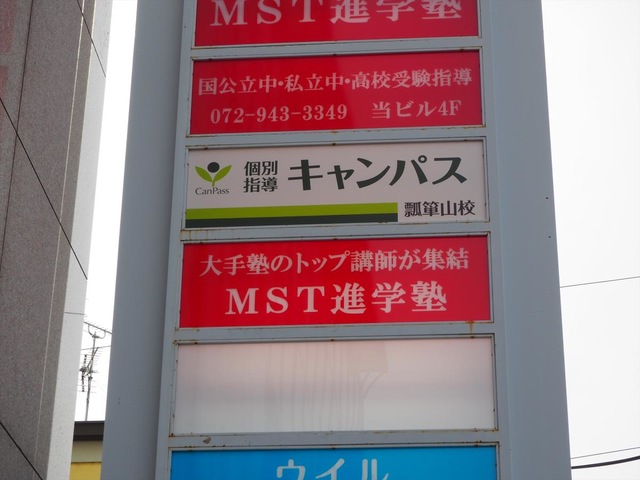 MST進学塾
国公立中・私立中・高校受験指導
072-943-3349 当ビル4F
CanPass
個別指導 キャンパス
瓢箪山校
大手塾のトップ講師が集結
MST進学塾
ウイル